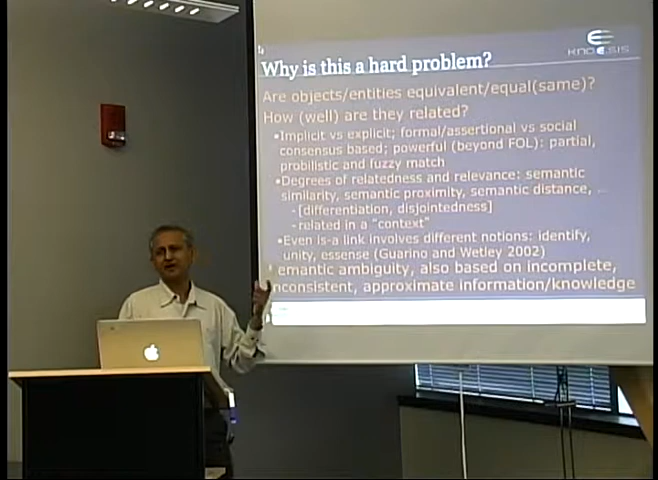 KNO.E.SIS
Why is this a hard problem?
Are objects/entities equivalent/equal(same)?
How (well) are they related?
•Implicit vs explicit; formal/assertional vs social
consensus based; powerful (beyond FOL): partial,
probilistic and fuzzy match
•Degrees of relatedness and relevance: semantic
similarity, semantic proximity, semantic distance, ...
-[differentiation, disjointedness]
-related in a "context"
•Even is-a link involves different notions: identify,
unity, essense (Guarino and Wetley 2002)
emantic ambiguity, also based on incomplete,
nconsistent, approximate information/knowledge